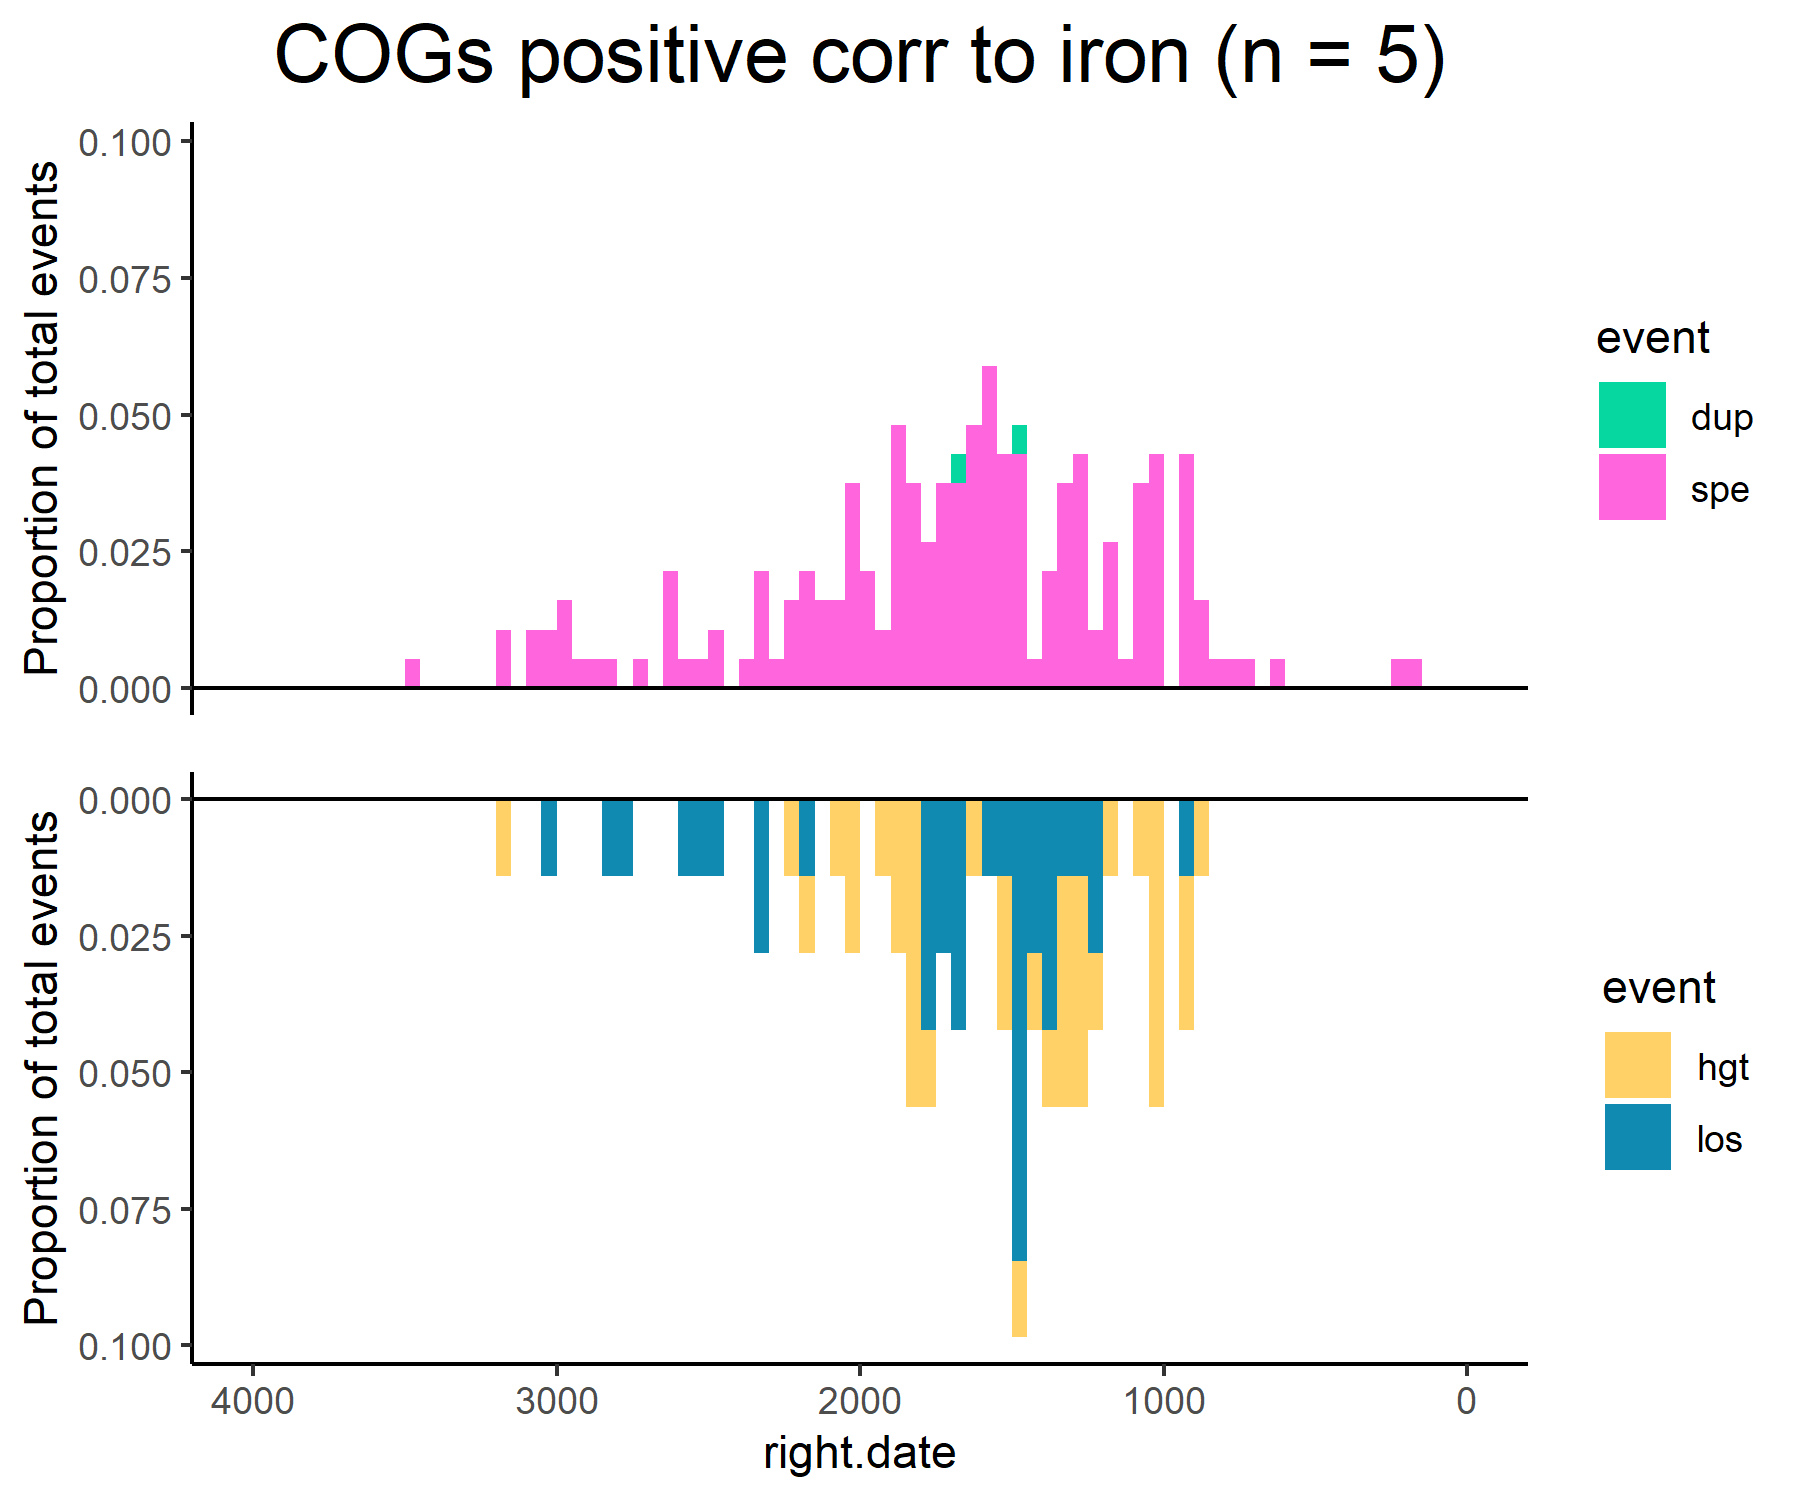 COGs positive corr to iron (n = 5)
Proportion of total events
0.100
0.075
0.050
0.025
0.000
event
dup
spe
Proportion of total events
0.000
0.025
0.050
0.075
0.100
event
hgt
los
4000 3000 2000 1000 0
right.date